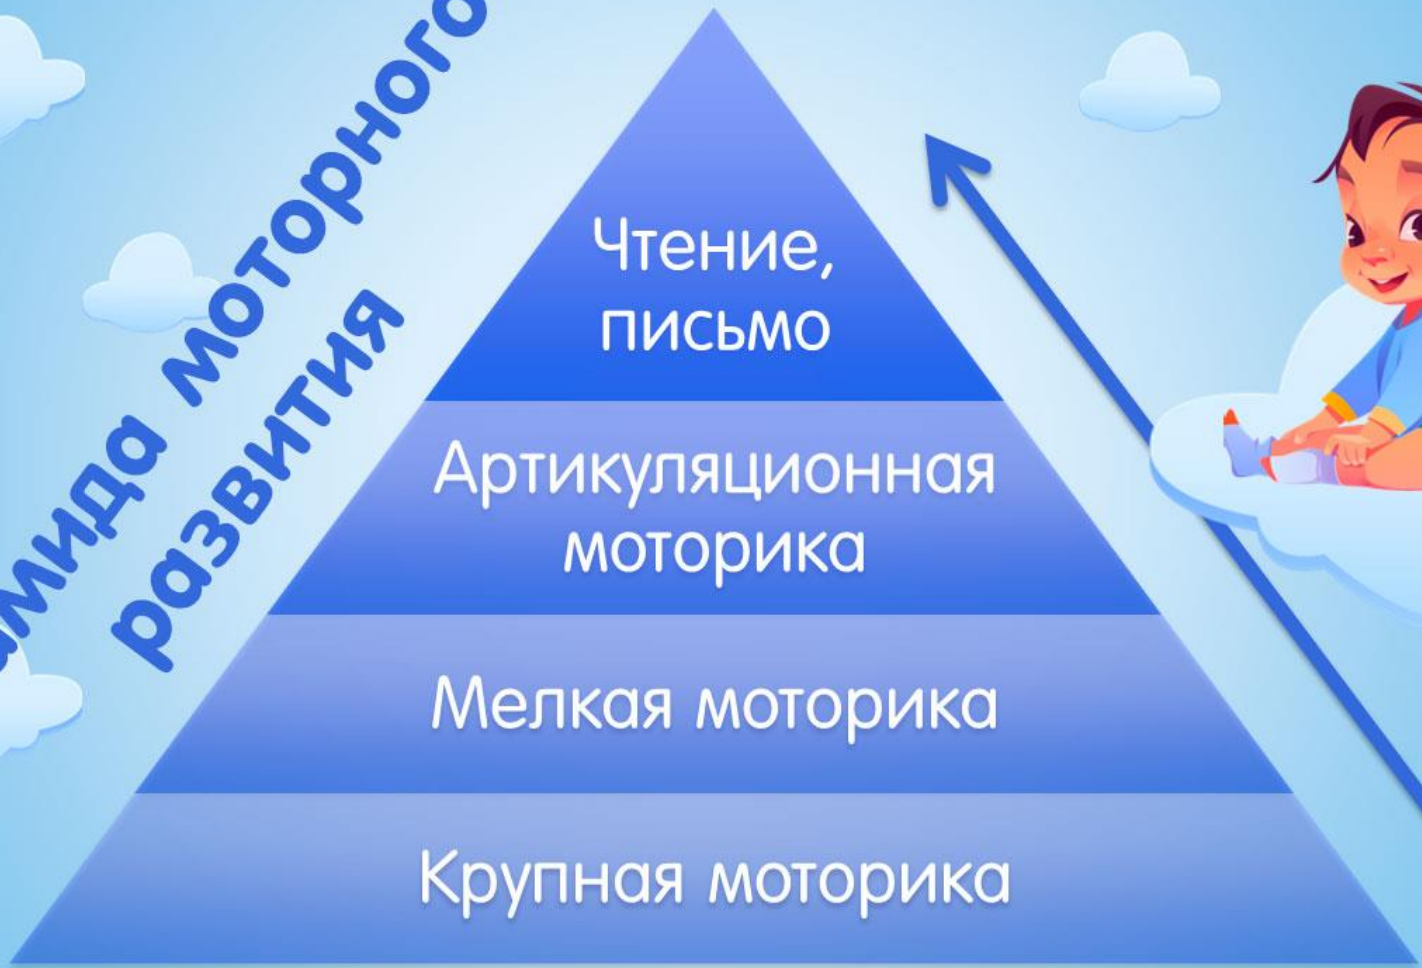 моторного
развития
Чтение,
письмо
Артикуляционная
моторика
Мелкая моторика
Крупная моторика